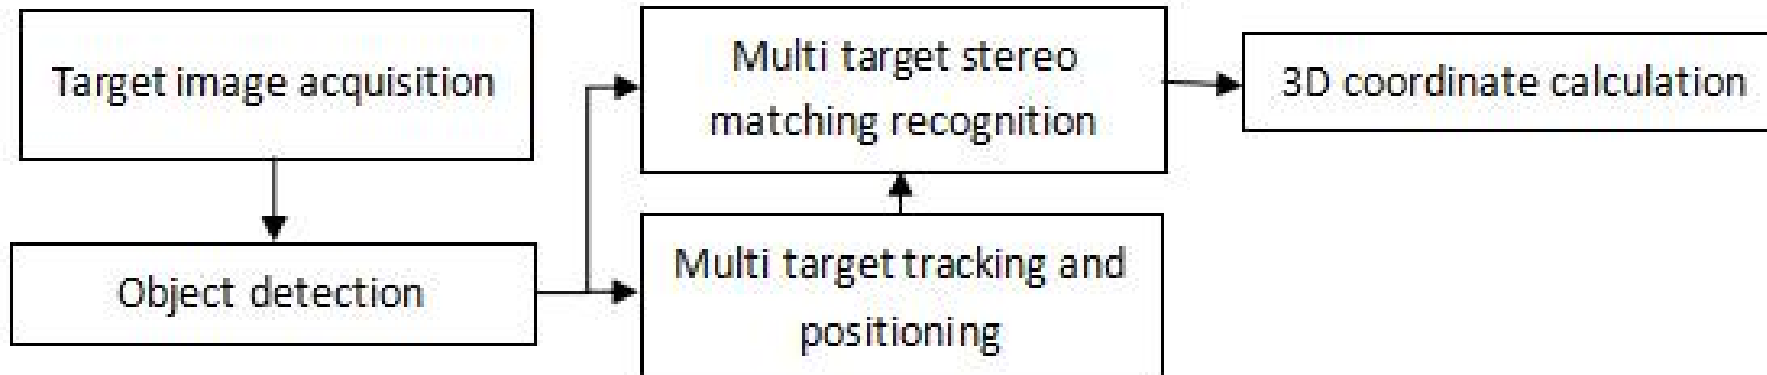 Target image acquisition
Object detection
Multi target stereo
matching recognition
Multi target tracking and
positioning
3D coordinate calculation